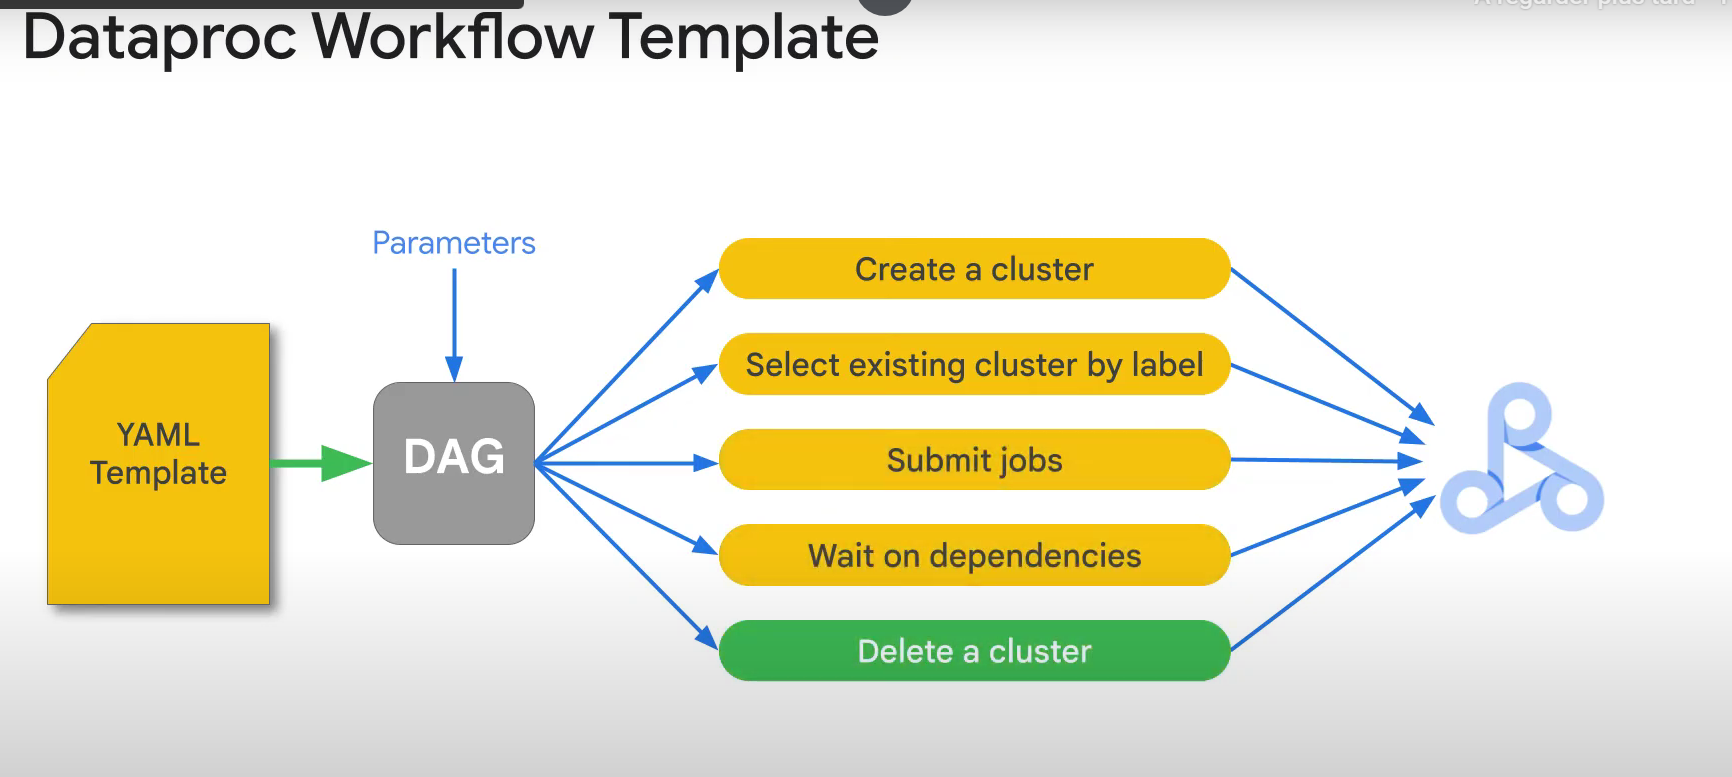 Dataproc Workflow Template
Parameters
YAML
Template
DAG
Create a cluster
Select existing cluster by label
Submit jobs
Wait on dependencies
Delete a cluster